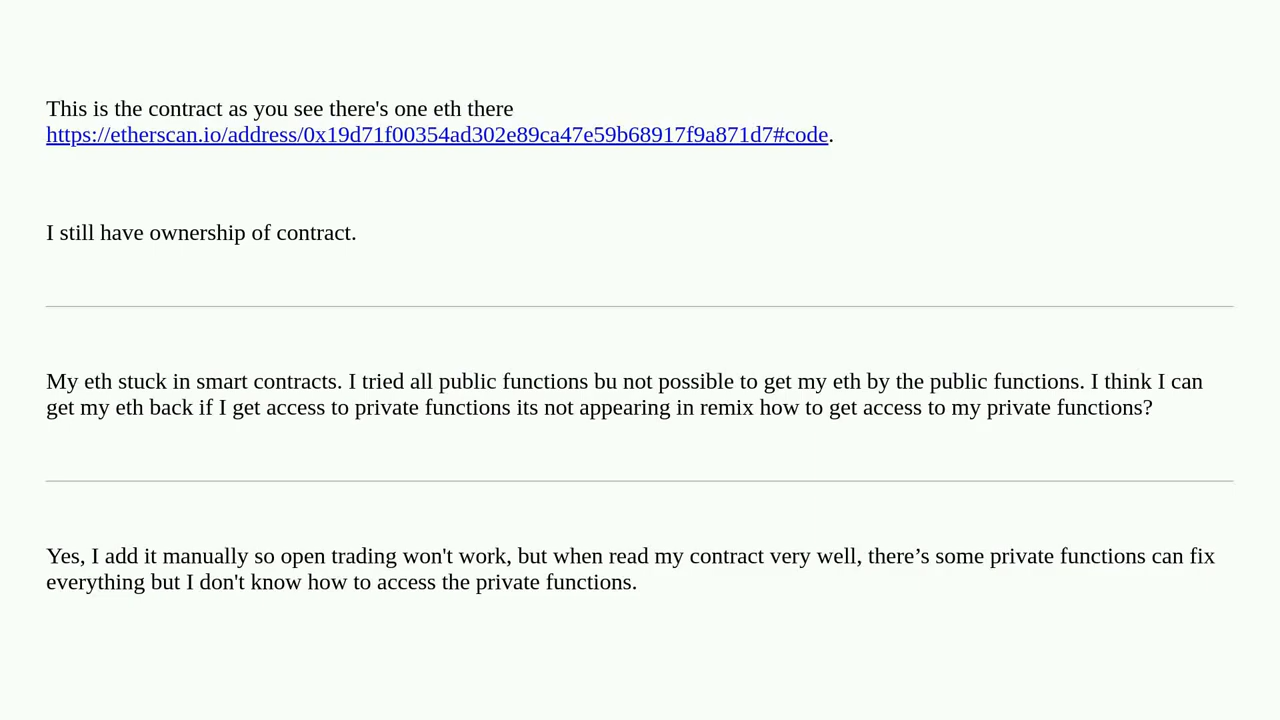 This is the contract as you see there's one eth there
https://etherscan.io/address/0x19d71f00354ad302e89ca47e59b68917f9a871d7#code.
I still have ownership of contract.
My eth stuck in smart contracts. I tried all public functions bu not possible to get my eth by the public functions. I think I can
get my eth back if I get access to private functions its not appearing in remix how to get access to my private functions?
Yes, I add it manually so open trading won't work, but when read my contract very well, there’s some private functions can fix
everything but I don't know how to access the private functions.